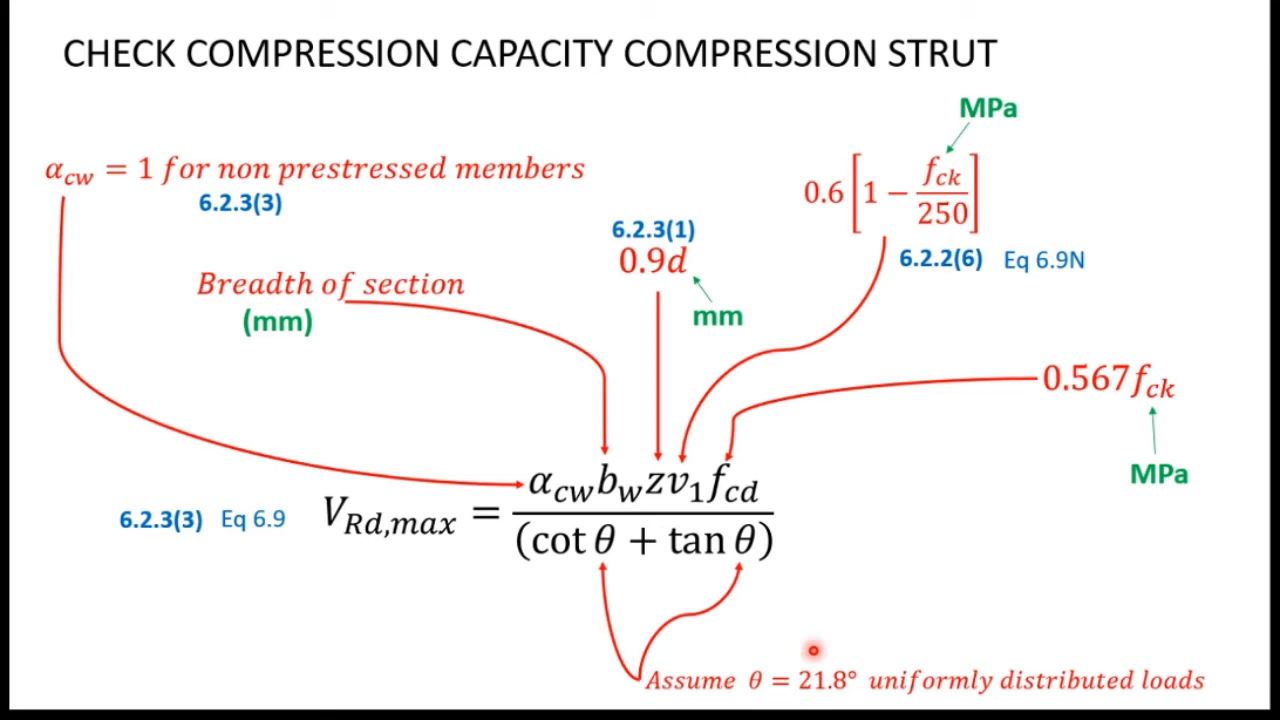 CHECK COMPRESSION CAPACITY COMPRESSION STRUT
MPa
α_cw = 1 for non prestressed members
6.2.3(3)
0.6 [1 − f_ck/250]
6.2.2(6) Eq 6.9N
6.2.3(1)
0.9d
mm
Breadth of section
(mm)
0.567f_ck
MPa
6.2.3(3) Eq 6.9
V_Rd,max = α_cw b_w z v_1 f_cd / (cot θ + tan θ)
Assume θ = 21.8° uniformly distributed loads